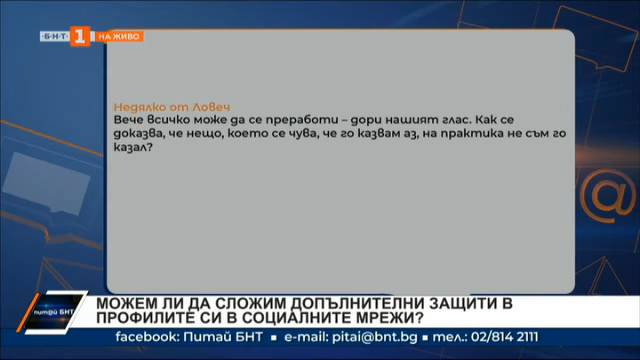 БНТ 1 НА ЖИВО
Недялко от Ловеч
Вече всичко може да се преработи – дори нашият глас. Как се
доказва, че нещо, което се чува, че го казвам аз, на практика не съм го
казал?
@
питай БНТ
МОЖЕМ ЛИ ДА СЛОЖИМ ДОПЪЛНИТЕЛНИ ЗАЩИТИ В
ПРОФИЛИТЕ СИ В СОЦИАЛНИТЕ МРЕЖИ?
facebook: Питай БНТ ▪ e-mail: pitai@bnt.bg ▪ тел.: 02/814 2111